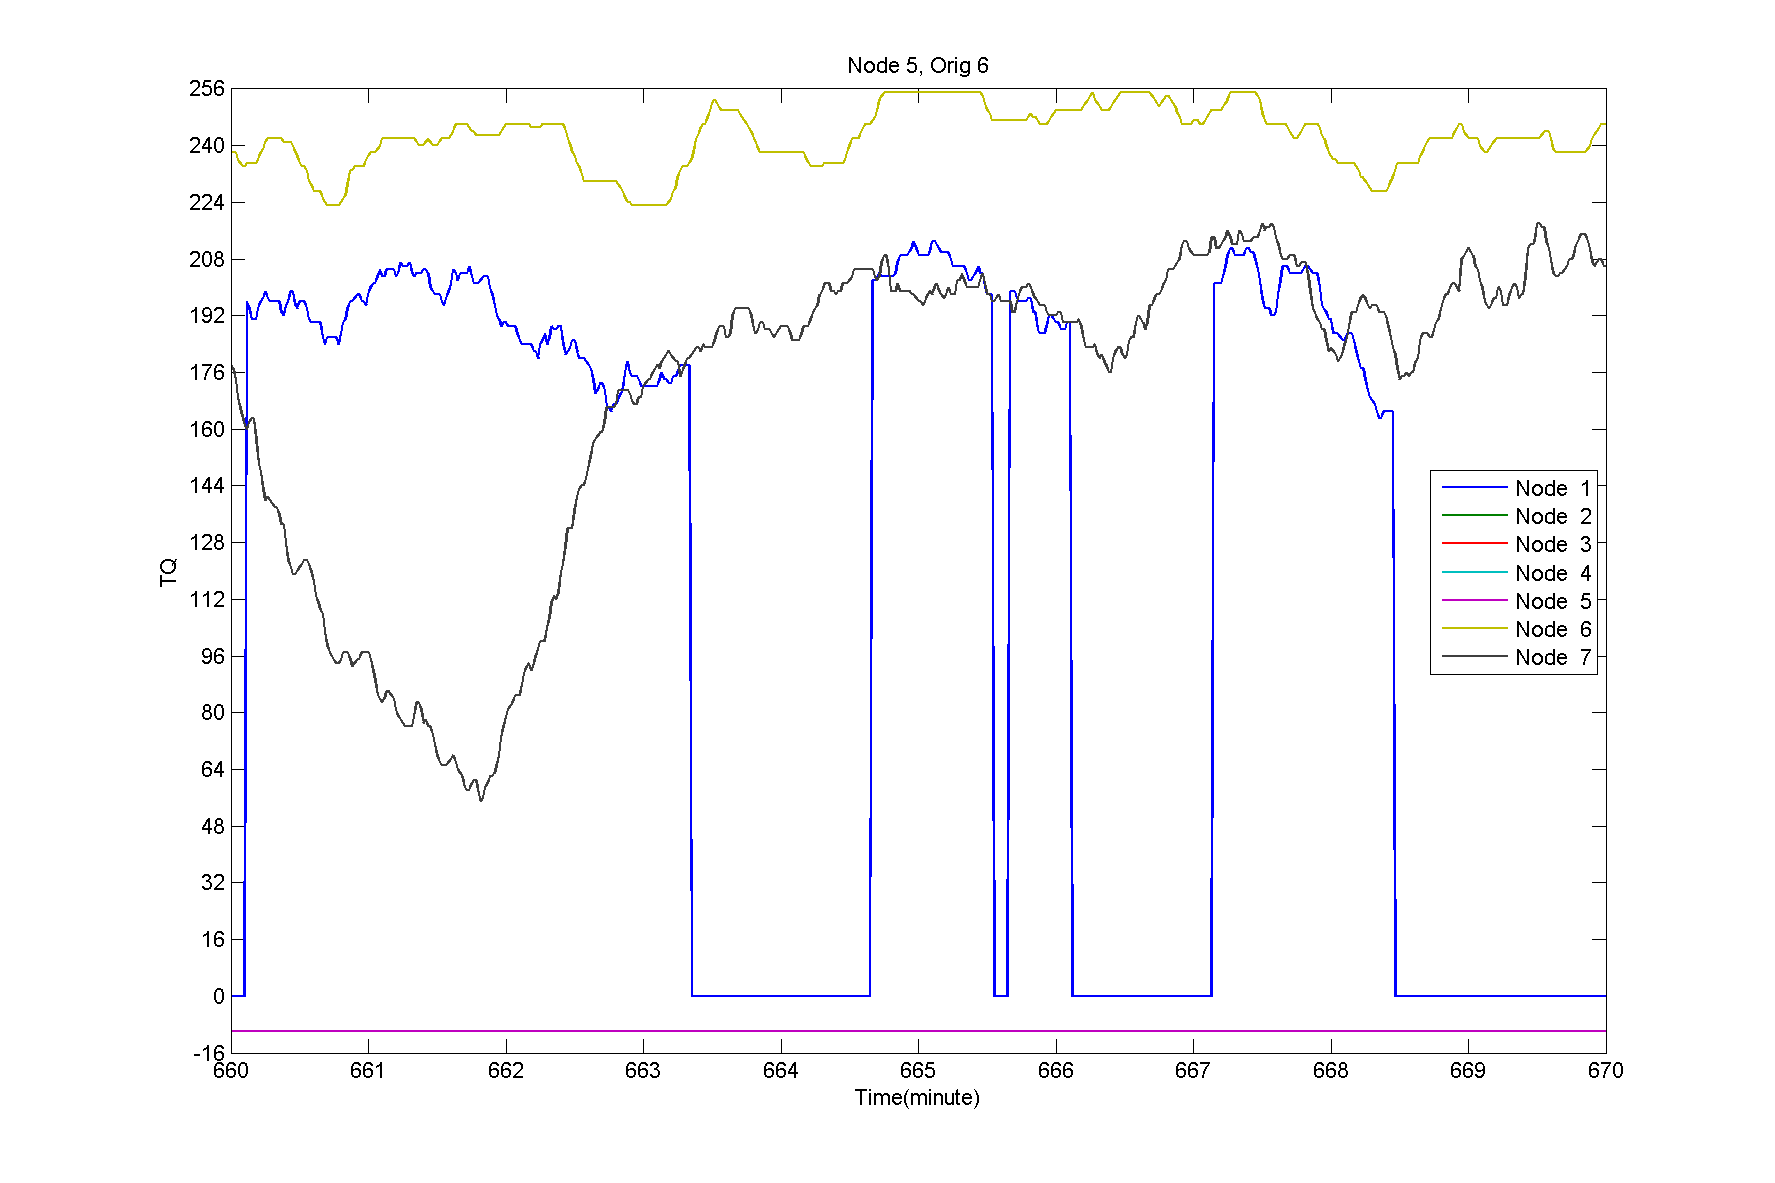 Node 5, Orig 6
256
240
224
208
192
176
160
144
128
112
96
80
64
48
32
16
0
-16
TQ
660 661 662 663 664 665 666 667 668 669 670
Time(minute)
Node 1
Node 2
Node 3
Node 4
Node 5
Node 6
Node 7